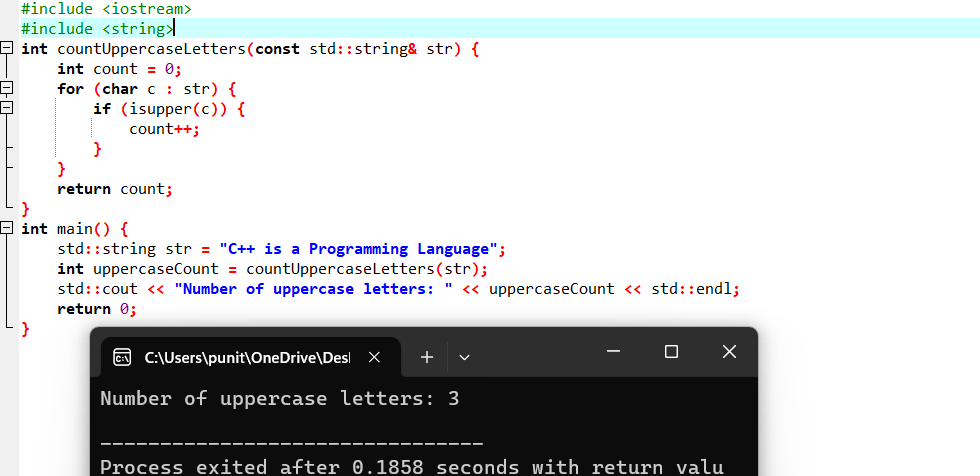 #include <iostream>
#include <string>
int countUppercaseLetters(const std::string& str) {
    int count = 0;
    for (char c : str) {
        if (isupper(c)) {
            count++;
        }
    }
    return count;
}
int main() {
    std::string str = "C++ is a Programming Language";
    int uppercaseCount = countUppercaseLetters(str);
    std::cout << "Number of uppercase letters: " << uppercaseCount << std::endl;
    return 0;
}
C:\Users\punit\OneDrive\Des
Number of uppercase letters: 3
--------------------------------
Process exited after 0.1858 seconds with return valu